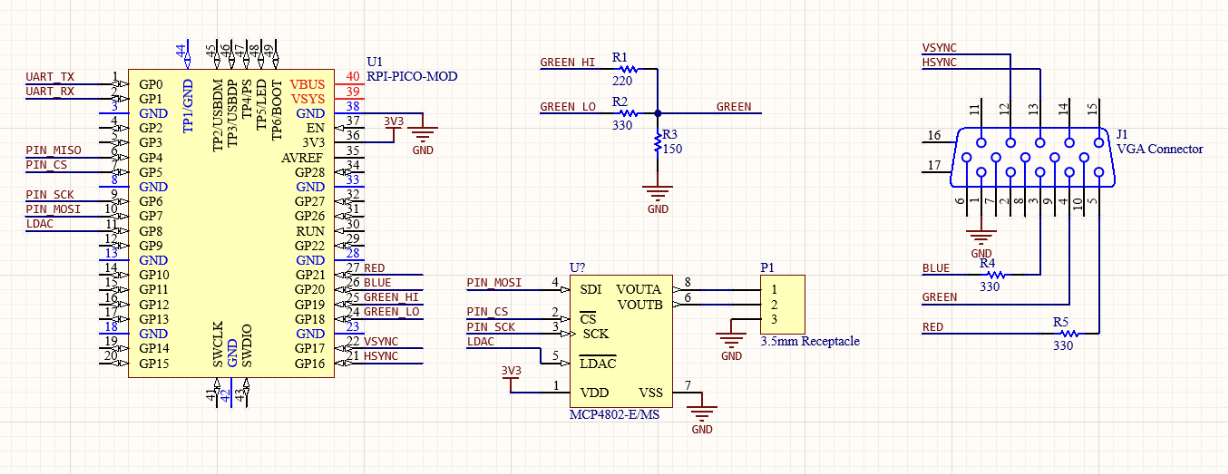 U1
RPI-PICO-MOD
44
45
46
47
48
49
TP1/GND
TP2/USBDM
TP3/USBDP
TP4/PS
TP5/LED
TP6/BOOT
UART_TX 1 GP0
UART_RX 2 GP1
3 GND
4 GP2
5 GP3
PIN_MISO 6 GP4
PIN_CS 7 GP5
8 GND
PIN_SCK 9 GP6
PIN_MOSI 10 GP7
LDAC 11 GP8
12 GP9
13 GND
14 GP10
15 GP11
16 GP12
17 GP13
18 GND
19 GP14
20 GP15
VBUS 40
VSYS 39
GND 38
GND
EN 37
3V3
3V3 36
AVREF 35
GP28 34
GND 33
GP27 32
GP26 31
RUN 30
GP22 29
GND 28
GP21 27 RED
GP20 26 BLUE
GP19 25 GREEN_HI
GP18 24 GREEN_LO
GND 23
GP17 22 VSYNC
GP16 21 HSYNC
SWCLK
GND
SWDIO
41
42
43
GREEN_HI
R1
220
GREEN_LO
R2
330
GREEN
R3
150
GND
U?
PIN_MOSI 4 SDI
PIN_CS 2 CS
PIN_SCK 3 SCK
LDAC 5 LDAC
3V3
1 VDD
VOUTA 8
VOUTB 6
VSS 7
GND
MCP4802-E/MS
P1
1
2
3
GND
3.5mm Receptacle
VSYNC
HSYNC
11
12
13
14
15
16
17
J1
VGA Connector
6
1
7
2
8
3
9
4
10
5
GND
BLUE
R4
330
GREEN
RED
R5
330